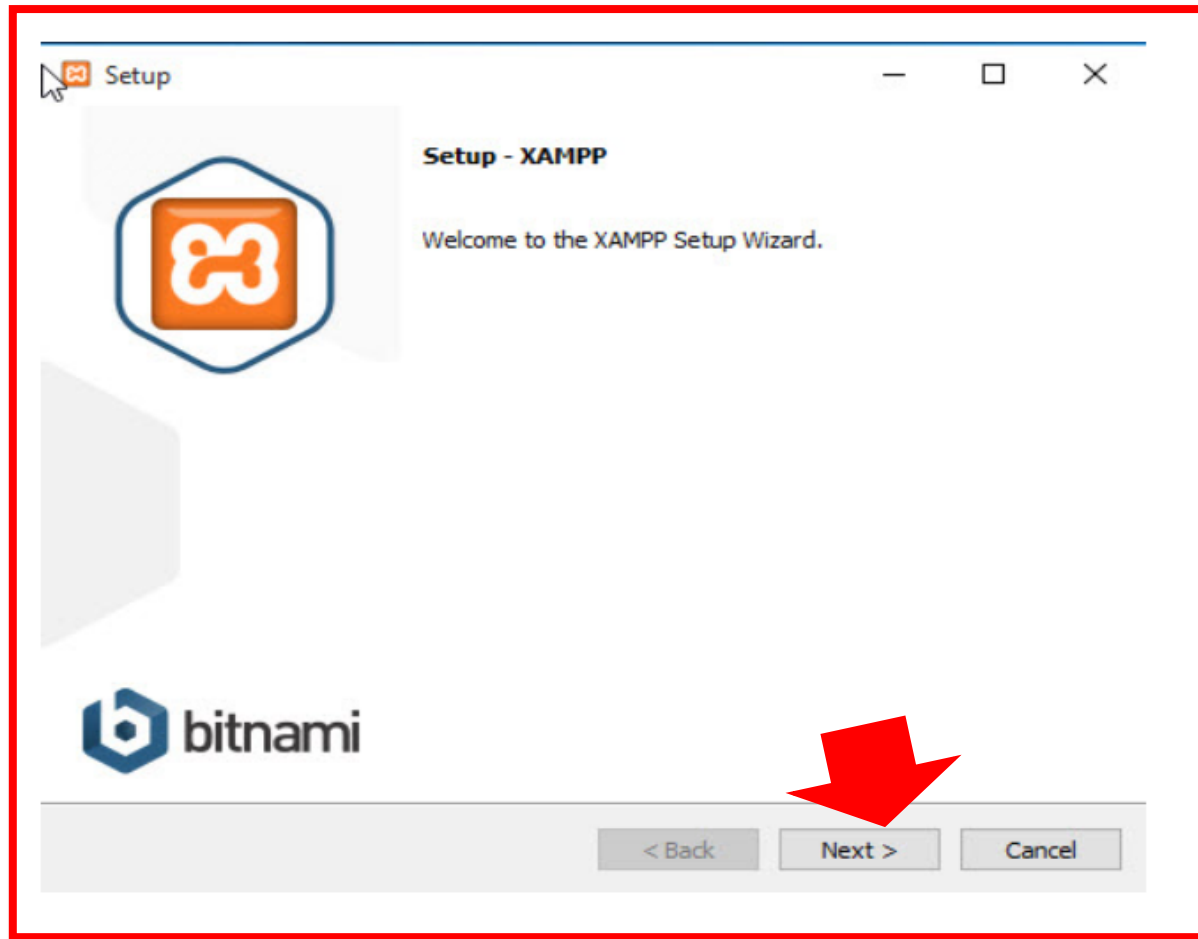 Setup
Setup - XAMPP
Welcome to the XAMPP Setup Wizard.
bitnami
< Back Next > Cancel